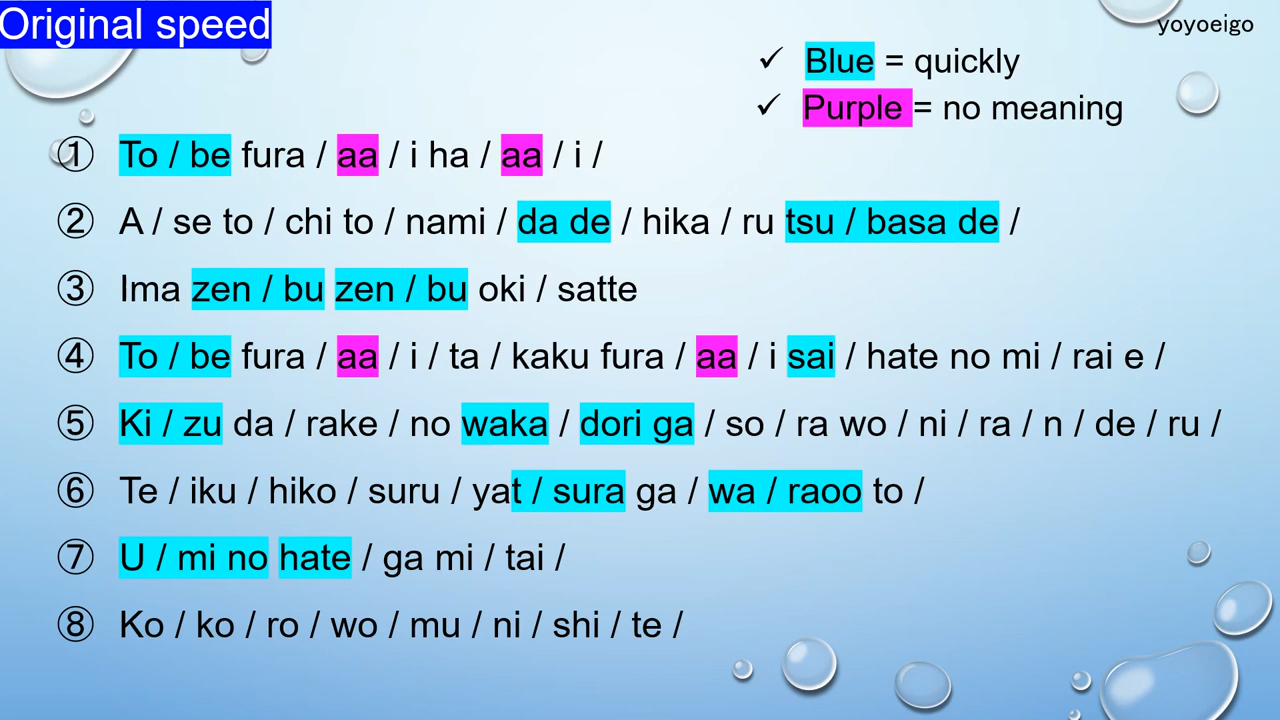 Original speed
yoyoeigo
✓ Blue = quickly
✓ Purple = no meaning
① To / be fura / aa / i ha / aa / i /
② A / se to / chi to / nami / da de / hika / ru tsu / basa de /
③ Ima zen / bu zen / bu oki / satte
④ To / be fura / aa / i / ta / kaku fura / aa / i sai / hate no mi / rai e /
⑤ Ki / zu da / rake / no waka / dori ga / so / ra wo / ni / ra / n / de / ru /
⑥ Te / iku / hiko / suru / yat / sura ga / wa / raoo to /
⑦ U / mi no hate / ga mi / tai /
⑧ Ko / ko / ro / wo / mu / ni / shi / te /